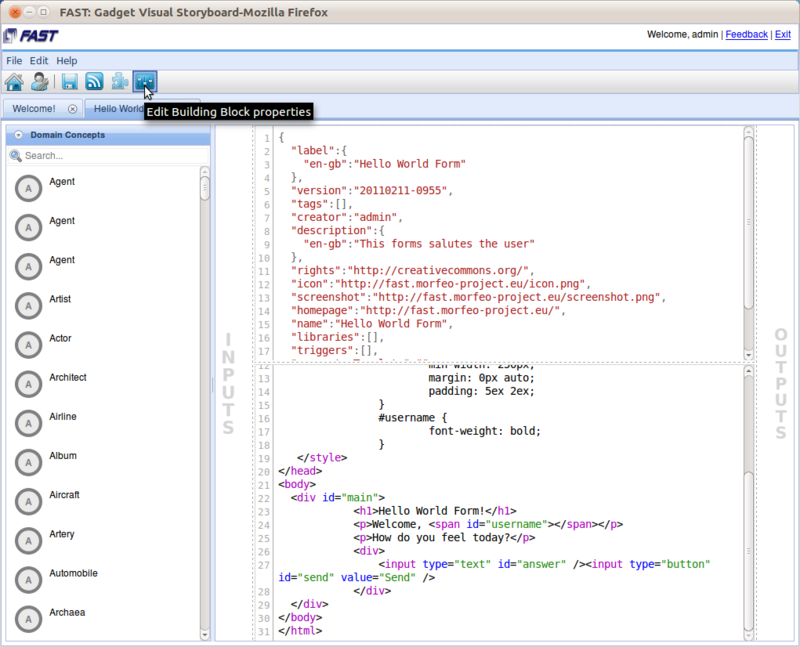 FAST: Gadget Visual Storyboard-Mozilla Firefox
FAST
Welcome, admin | Feedback | Exit
File Edit Help
Welcome! Hello World
Edit Building Block properties
Domain Concepts
Search...
A Agent
A Agent
A Agent
A Artist
A Actor
A Architect
A Airline
A Album
A Aircraft
A Artery
A Automobile
A Archaea
INPUTS
1 {
2 "label":{
3 "en-gb":"Hello World Form"
4 },
5 "version":"20110211-0955",
6 "tags":[],
7 "creator":"admin",
8 "description":{
9 "en-gb":"This forms salutes the user"
10 },
11 "rights":"http://creativecommons.org/",
12 "icon":"http://fast.morfeo-project.eu/icon.png",
13 "screenshot":"http://fast.morfeo-project.eu/screenshot.png",
14 "homepage":"http://fast.morfeo-project.eu/",
15 "name":"Hello World Form",
16 "libraries":[],
17 "triggers":[],
12 min-width: 250px;
13 margin: 0px auto;
14 padding: 5ex 2ex;
15 }
16 #username {
17 font-weight: bold;
18 }
19 </style>
20 </head>
21 <body>
22 <div id="main">
23 <h1>Hello World Form!</h1>
24 <p>Welcome, <span id="username"></span></p>
25 <p>How do you feel today?</p>
26 <div>
27 <input type="text" id="answer" /><input type="button"
id="send" value="Send" />
28 </div>
29 </div>
30 </body>
31 </html>
OUTPUTS